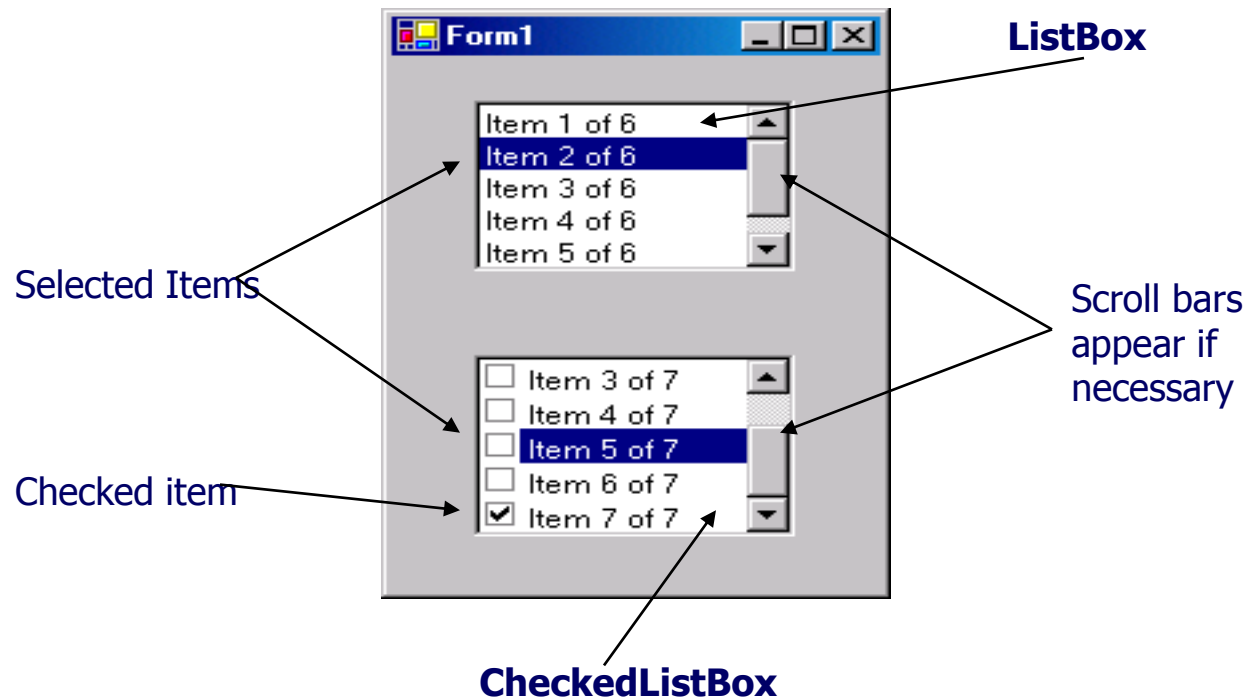 Form1
ListBox
Item 1 of 6
Item 2 of 6
Item 3 of 6
Item 4 of 6
Item 5 of 6
Selected Items
Scroll bars
appear if
necessary
Item 3 of 7
Item 4 of 7
Item 5 of 7
Item 6 of 7
Item 7 of 7
Checked item
CheckedListBox